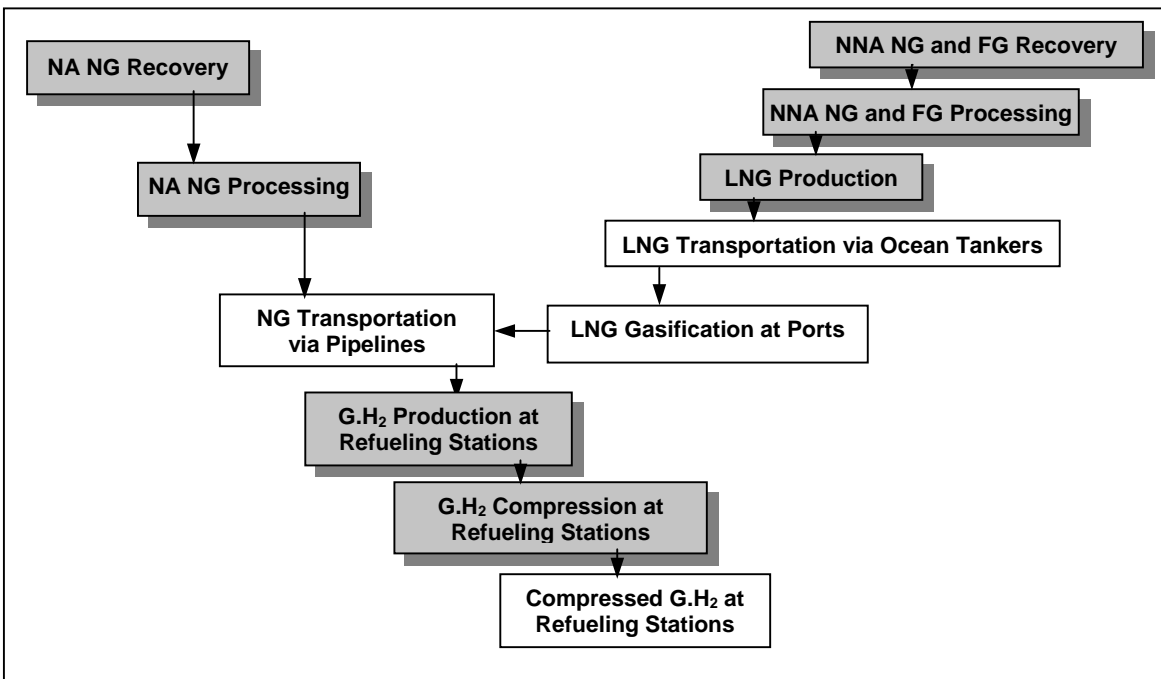 NA NG Recovery
NNA NG and FG Recovery
NNA NG and FG Processing
NA NG Processing
LNG Production
LNG Transportation via Ocean Tankers
NG Transportation
via Pipelines
LNG Gasification at Ports
G.H₂ Production at
Refueling Stations
G.H₂ Compression at
Refueling Stations
Compressed G.H₂ at
Refueling Stations